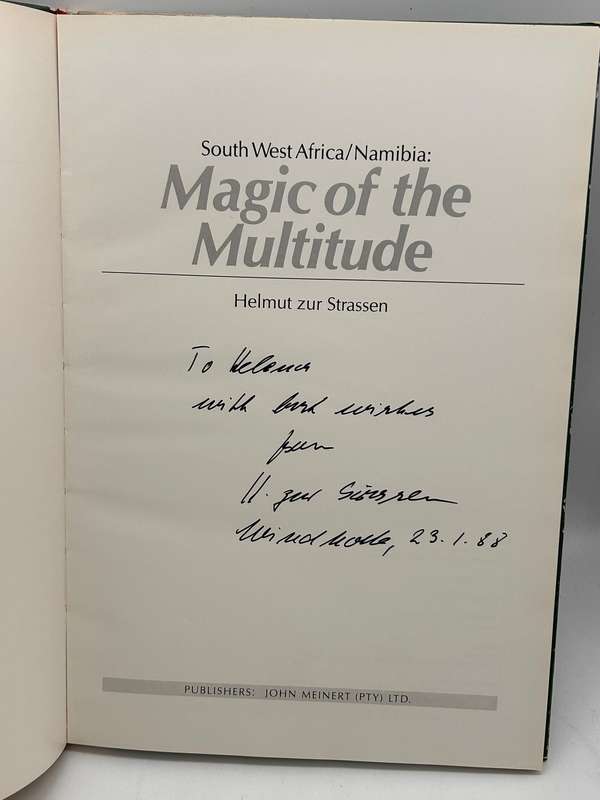 South West Africa/Namibia:
Magic of the
Multitude
Helmut zur Strassen
To
with best wishes
from
H. zur Strassen
Windhoek, 23.1.88
PUBLISHERS: JOHN MEINERT (PTY) LTD.